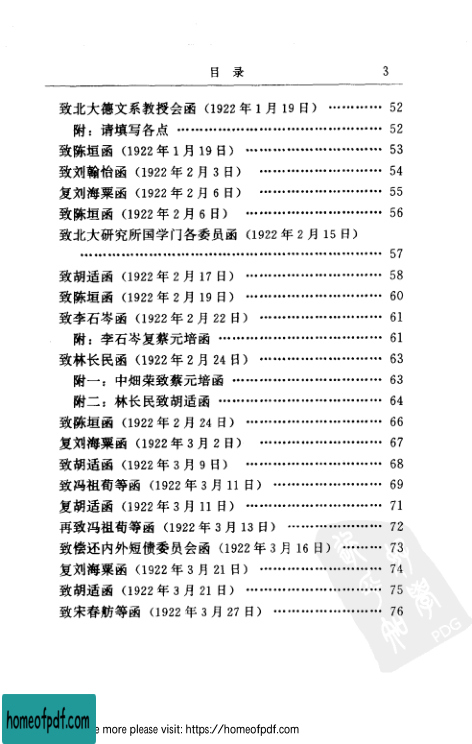 目 录 3
致北大德文系教授会函 (1922 年 1 月 19 日) ………… 52
附: 请填写各点 ………………………………… 52
致陈垣函 (1922 年 1 月 19 日) ……………………… 53
致刘翰怡函 (1922 年 2 月 3 日) …………………… 54
复刘海粟函 (1922 年 2 月 6 日) …………………… 55
致陈垣函 (1922 年 2 月 6 日) ……………………… 56
致北大研究所国学门各委员函 (1922 年 2 月 15 日)
……………………………………………………… 57
致胡适函 (1922 年 2 月 17 日) ……………………… 58
致陈垣函 (1922 年 2 月 19 日) ……………………… 60
致李石岑函 (1922 年 2 月 22 日) …………………… 61
附: 李石岑复蔡元培函 …………………………… 61
致林长民函 (1922 年 2 月 24 日) …………………… 63
附一: 中畑荣致蔡元培函 ………………………… 63
附二: 林长民致胡适函 …………………………… 64
致陈垣函 (1922 年 2 月 24 日) ……………………… 66
复刘海粟函 (1922 年 3 月 2 日) …………………… 67
致胡适函 (1922 年 3 月 9 日) ……………………… 68
致冯祖荀等函 (1922 年 3 月 11 日) ………………… 69
复胡适函 (1922 年 3 月 11 日) ……………………… 71
再致冯祖荀等函 (1922 年 3 月 13 日) ……………… 72
致偿还内外短债委员会函 (1922 年 3 月 16 日) ……… 73
复刘海粟函 (1922 年 3 月 21 日) …………………… 74
致胡适函 (1922 年 3 月 21 日) ……………………… 75
致宋春舫等函 (1922 年 3 月 27 日) ………………… 76
PDG
homeofpdf.com
e more please visit: https://homeofpdf.com